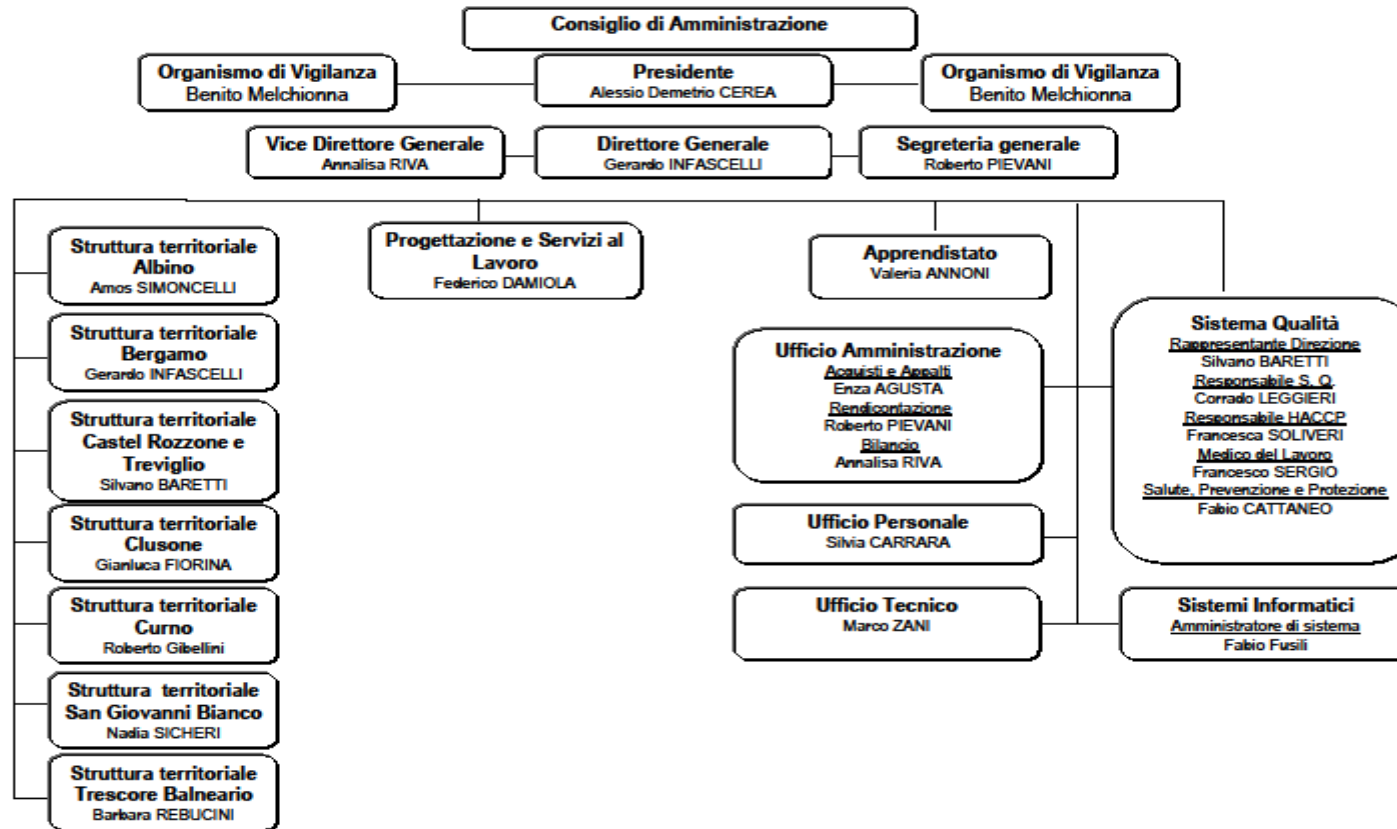 Consiglio di Amministrazione
Organismo di Vigilanza
Benito Melchionna
Presidente
Alessio Demetrio CEREA
Organismo di Vigilanza
Benito Melchionna
Vice Direttore Generale
Annalisa RIVA
Direttore Generale
Gerardo INFASCELLI
Segreteria generale
Roberto PIEVANI
Struttura territoriale
Albino
Amos SIMONCELLI
Struttura territoriale
Bergamo
Gerardo INFASCELLI
Struttura territoriale
Castel Rozzone e
Treviglio
Silvano BARETTI
Struttura territoriale
Clusone
Gianluca FIORINA
Struttura territoriale
Curno
Roberto Gibellini
Struttura territoriale
San Giovanni Bianco
Nadia SICHERI
Struttura territoriale
Trescore Balneario
Barbara REBUCINI
Progettazione e Servizi al
Lavoro
Federico DAMIOLA
Apprendistato
Valeria ANNONI
Ufficio Amministrazione
Acquisti e Appalti
Enza AGUSTA
Rendicontazione
Roberto PIEVANI
Bilancio
Annalisa RIVA
Ufficio Personale
Silvia CARRARA
Ufficio Tecnico
Marco ZANI
Sistema Qualità
Rappresentante Direzione
Silvano BARETTI
Responsabile S. Q.
Corrado LEGGIERI
Responsabile HACCP
Francesca SOLIVERI
Medico del Lavoro
Francesco SERGIO
Salute, Prevenzione e Protezione
Fabio CATTANEO
Sistemi Informatici
Amministratore di sistema
Fabio Fusili